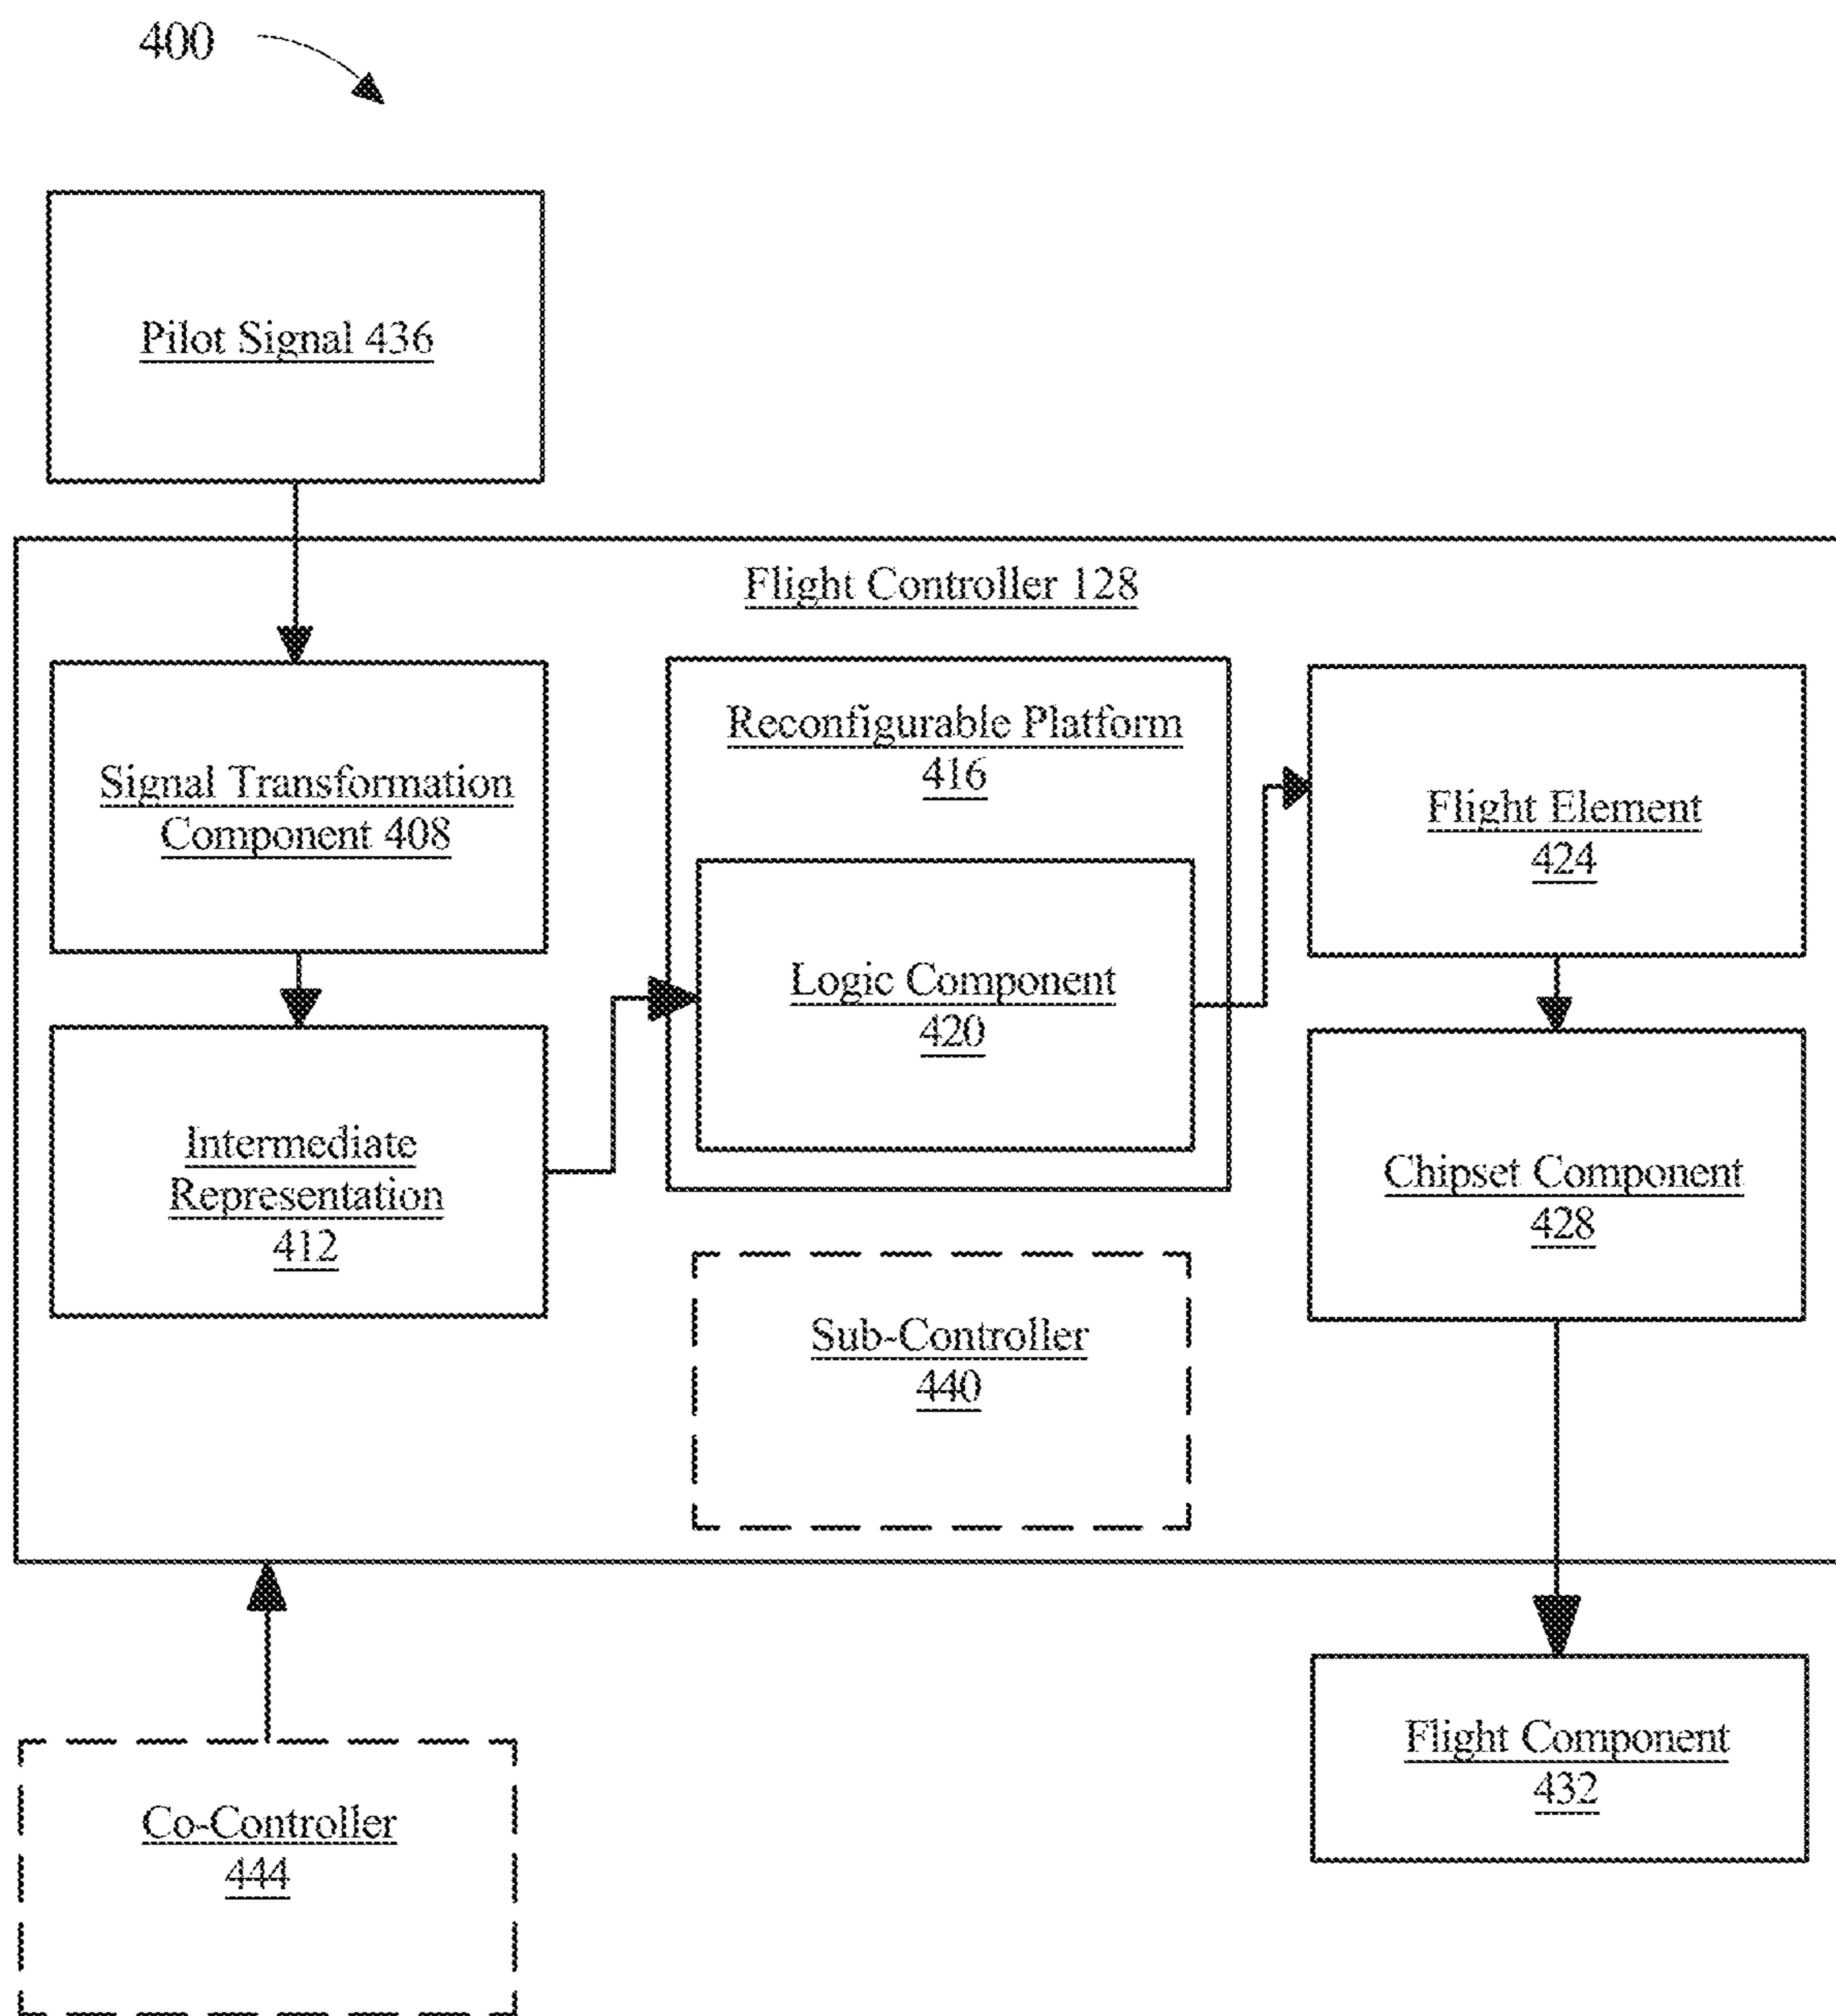 400
Pilot Signal 436
Flight Controller 128
Signal Transformation
Component 408
Intermediate
Representation
412
Reconfigurable Platform
416
Logic Component
420
Sub-Controller
440
Flight Element
424
Chipset Component
428
Co-Controller
444
Flight Component
432